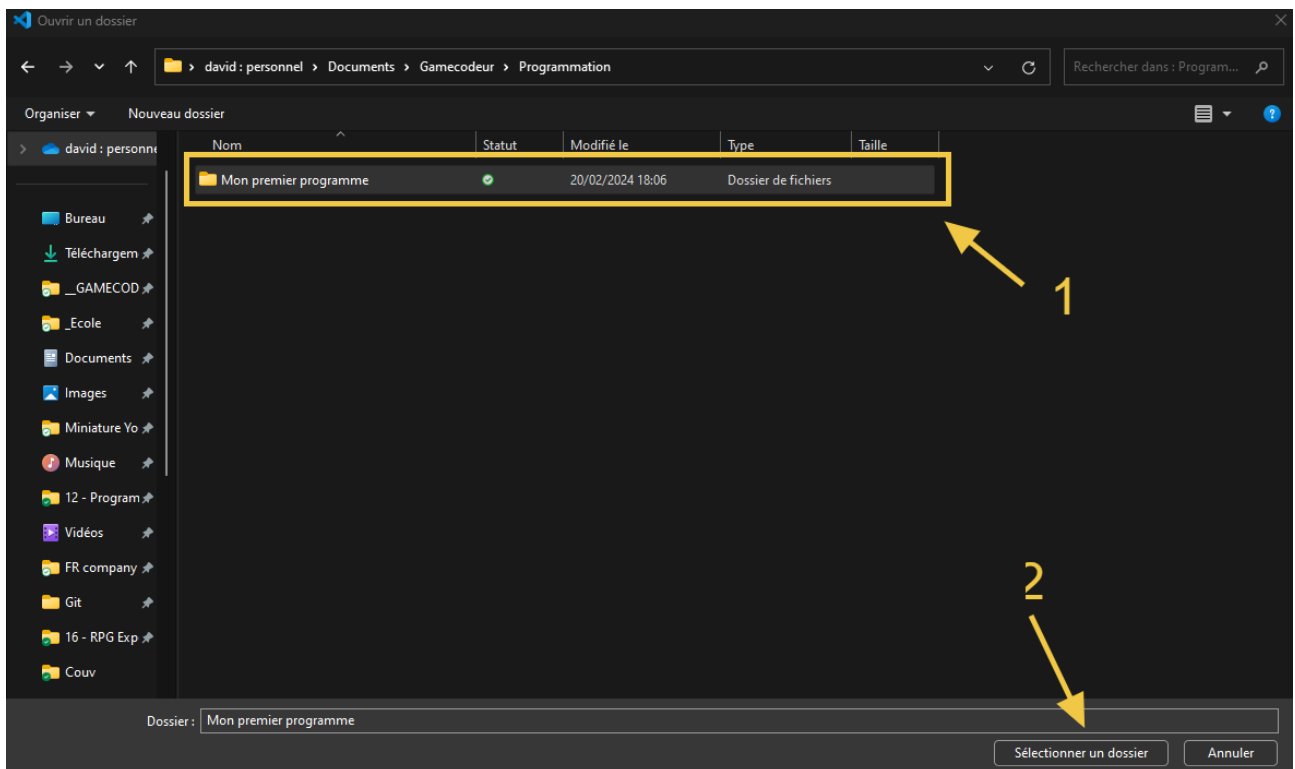 Ouvrir un dossier
david : personnel > Documents > Gamecodeur > Programmation
Rechercher dans : Program...
Organiser
Nouveau dossier
david : personne
Nom Statut Modifié le Type Taille
Mon premier programme 20/02/2024 18:06 Dossier de fichiers
Bureau
Téléchargem
__GAMECOD
1
_Ecole
Documents
Images
Miniature Yo
Musique
12 - Program
Vidéos
FR company
2
Git
16 - RPG Exp
Couv
Dossier : Mon premier programme
Sélectionner un dossier Annuler